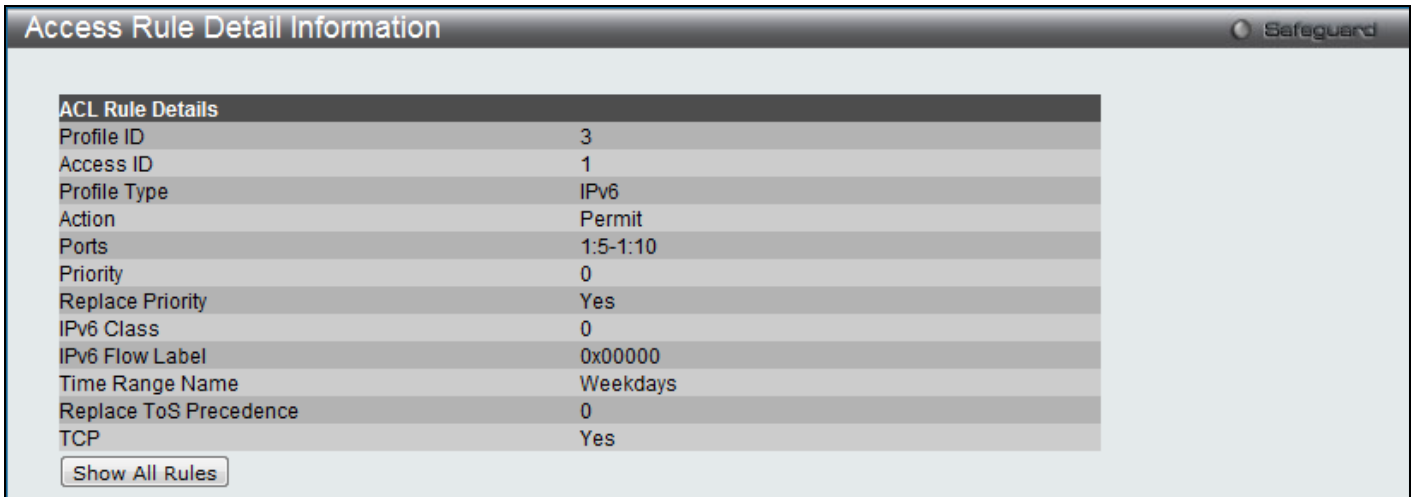 Access Rule Detail Information
Safeguard
ACL Rule Details
Profile ID 3
Access ID 1
Profile Type IPv6
Action Permit
Ports 1:5-1:10
Priority 0
Replace Priority Yes
IPv6 Class 0
IPv6 Flow Label 0x00000
Time Range Name Weekdays
Replace ToS Precedence 0
TCP Yes
Show All Rules